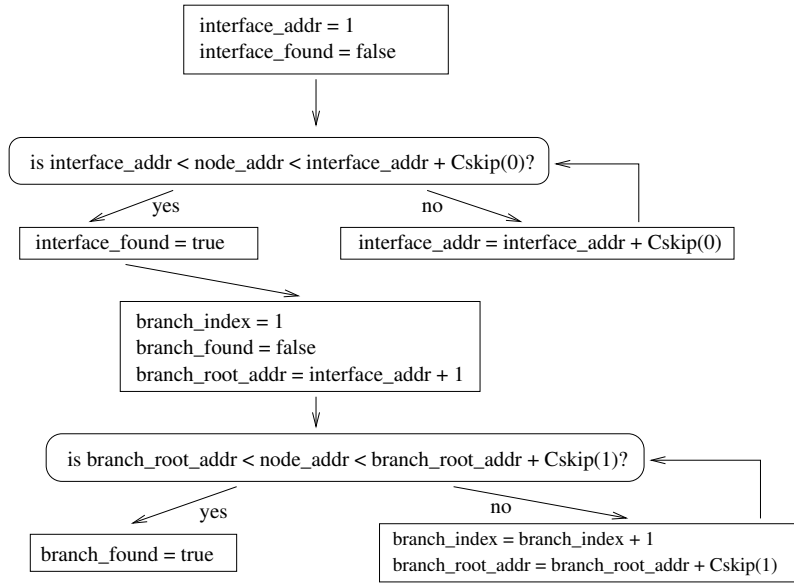 interface_addr = 1
interface_found = false
is interface_addr < node_addr < interface_addr + Cskip(0)?
yes
no
interface_found = true
interface_addr = interface_addr + Cskip(0)
branch_index = 1
branch_found = false
branch_root_addr = interface_addr + 1
is branch_root_addr < node_addr < branch_root_addr + Cskip(1)?
yes
no
branch_found = true
branch_index = branch_index + 1
branch_root_addr = branch_root_addr + Cskip(1)